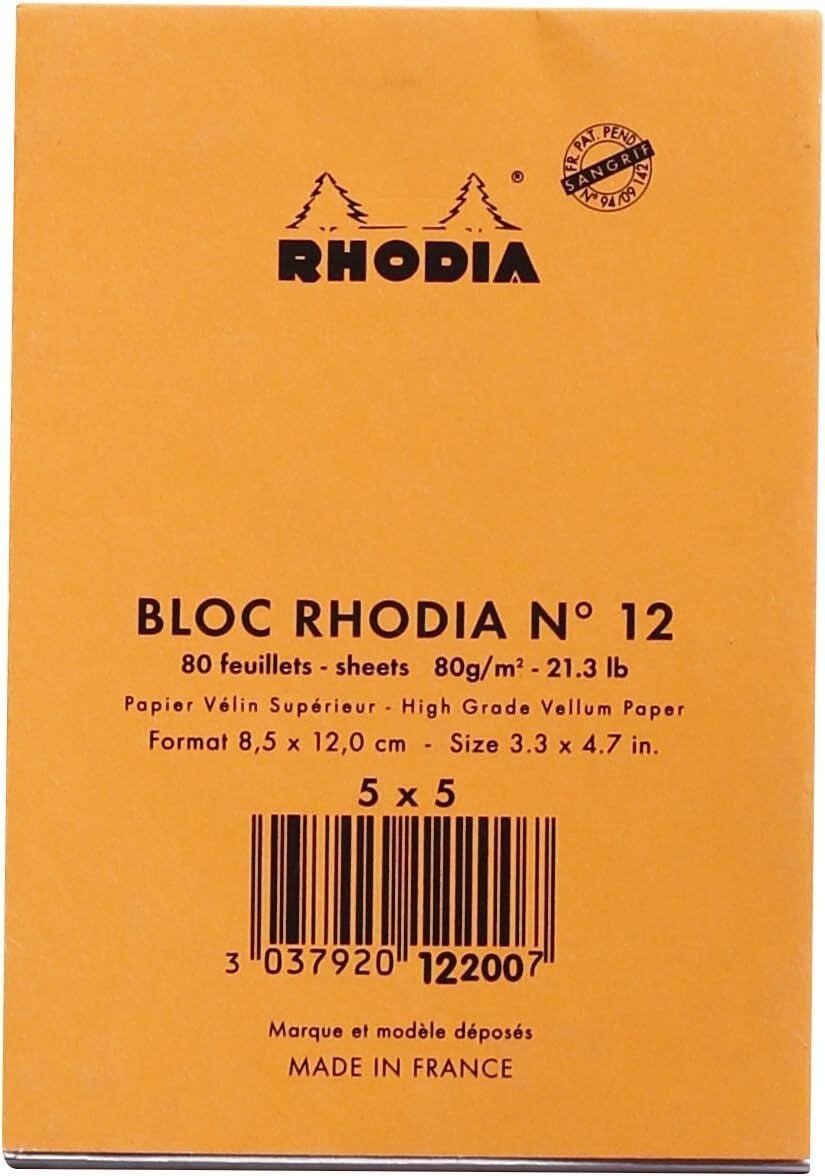 FR. PAT. PEND
SANGRIF
N° 94/09 142
®
RHODIA
BLOC RHODIA N° 12
80 feuillets - sheets 80g/m² - 21.3 lb
Papier Vélin Supérieur - High Grade Vellum Paper
Format 8,5 x 12,0 cm - Size 3.3 x 4.7 in.
5 x 5
3 037920 122007
Marque et modèle déposés
MADE IN FRANCE